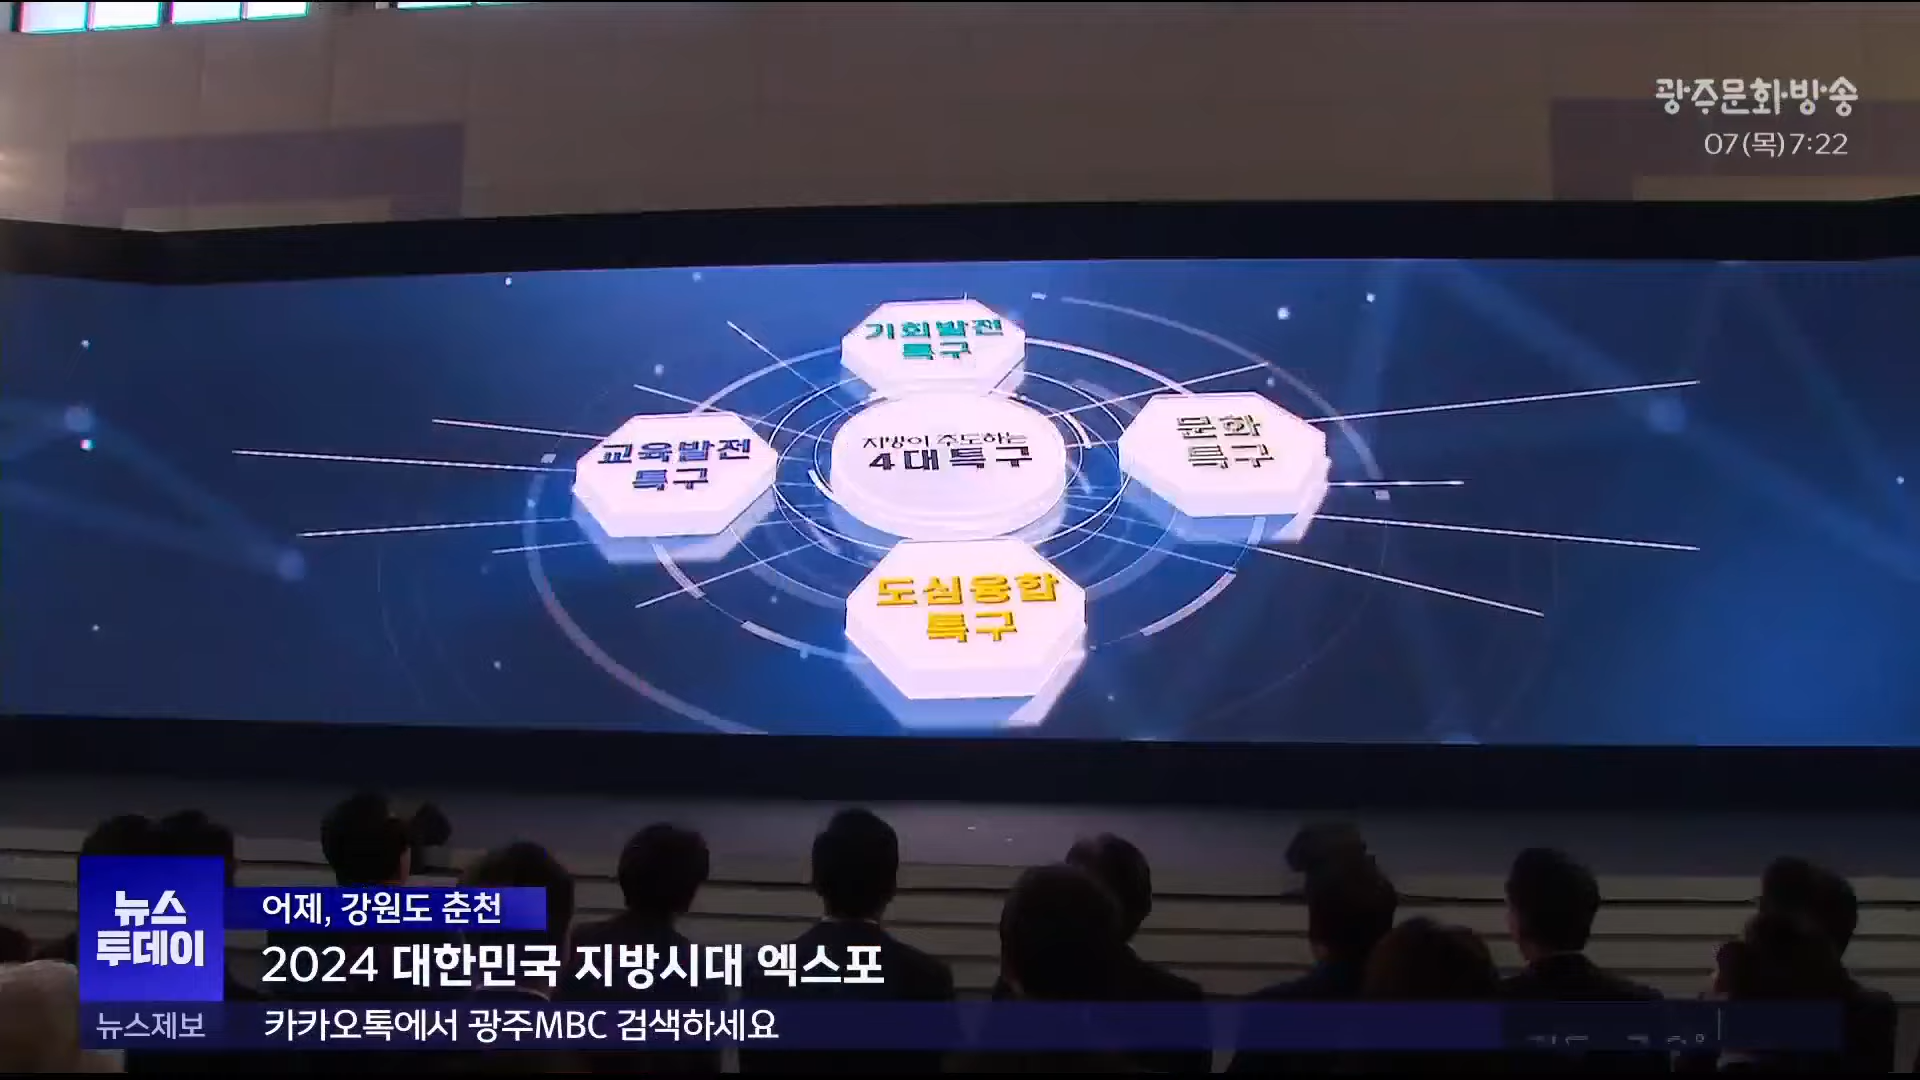 광주문화방송
07(목)7:22
기회발전
특구
교육발전
특구
지방이 주도하는
4대특구
문화
특구
도심융합
특구
뉴스
투데이
어제, 강원도 춘천
2024 대한민국 지방시대 엑스포
뉴스제보
카카오톡에서 광주MBC 검색하세요